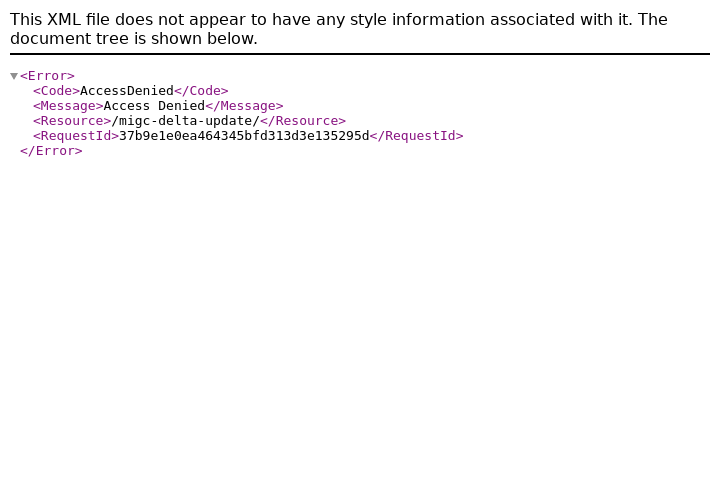 This XML file does not appear to have any style information associated with it. The
document tree is shown below.
<Error>
<Code>AccessDenied</Code>
<Message>Access Denied</Message>
<Resource>/migc-delta-update/</Resource>
<RequestId>37b9e1e0ea464345bfd313d3e135295d</RequestId>
</Error>